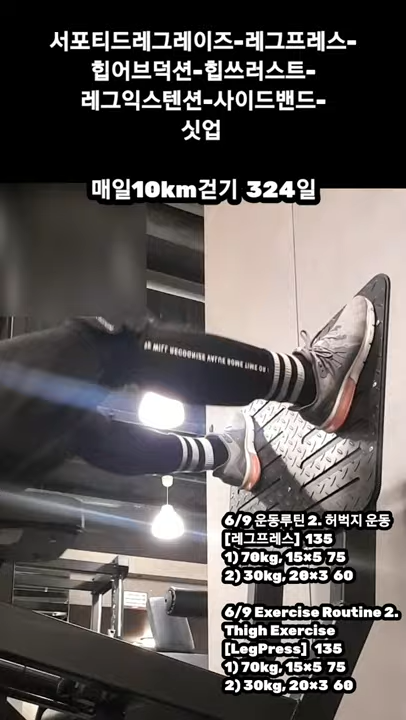 서포티드레그레이즈-레그프레스-
힙어브덕션-힙쓰러스트-
레그익스텐션-사이드밴드-
싯업
매일10km걷기 324일
6/9 운동루틴 2. 허벅지 운동
[레그프레스] 135
1) 70kg, 15×5 75
2) 30kg, 20×3 60
6/9 Exercise Routine 2.
Thigh Exercise
[LegPress] 135
1) 70kg, 15×5 75
2) 30kg, 20×3 60